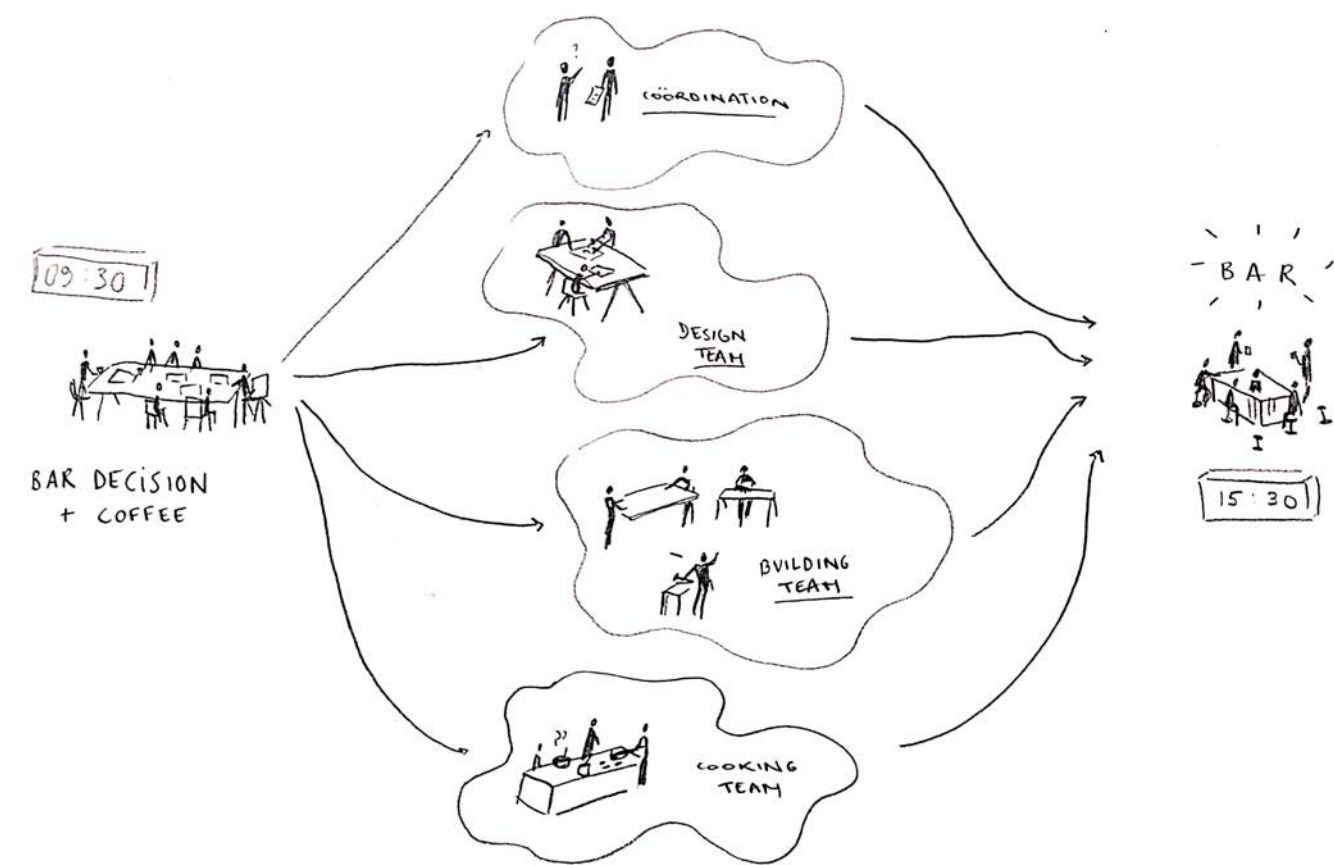 09:30
BAR DECISION
+ COFFEE
?
COÖRDINATION
DESIGN
TEAM
BUILDING
TEAM
COOKING
TEAM
BAR
15:30